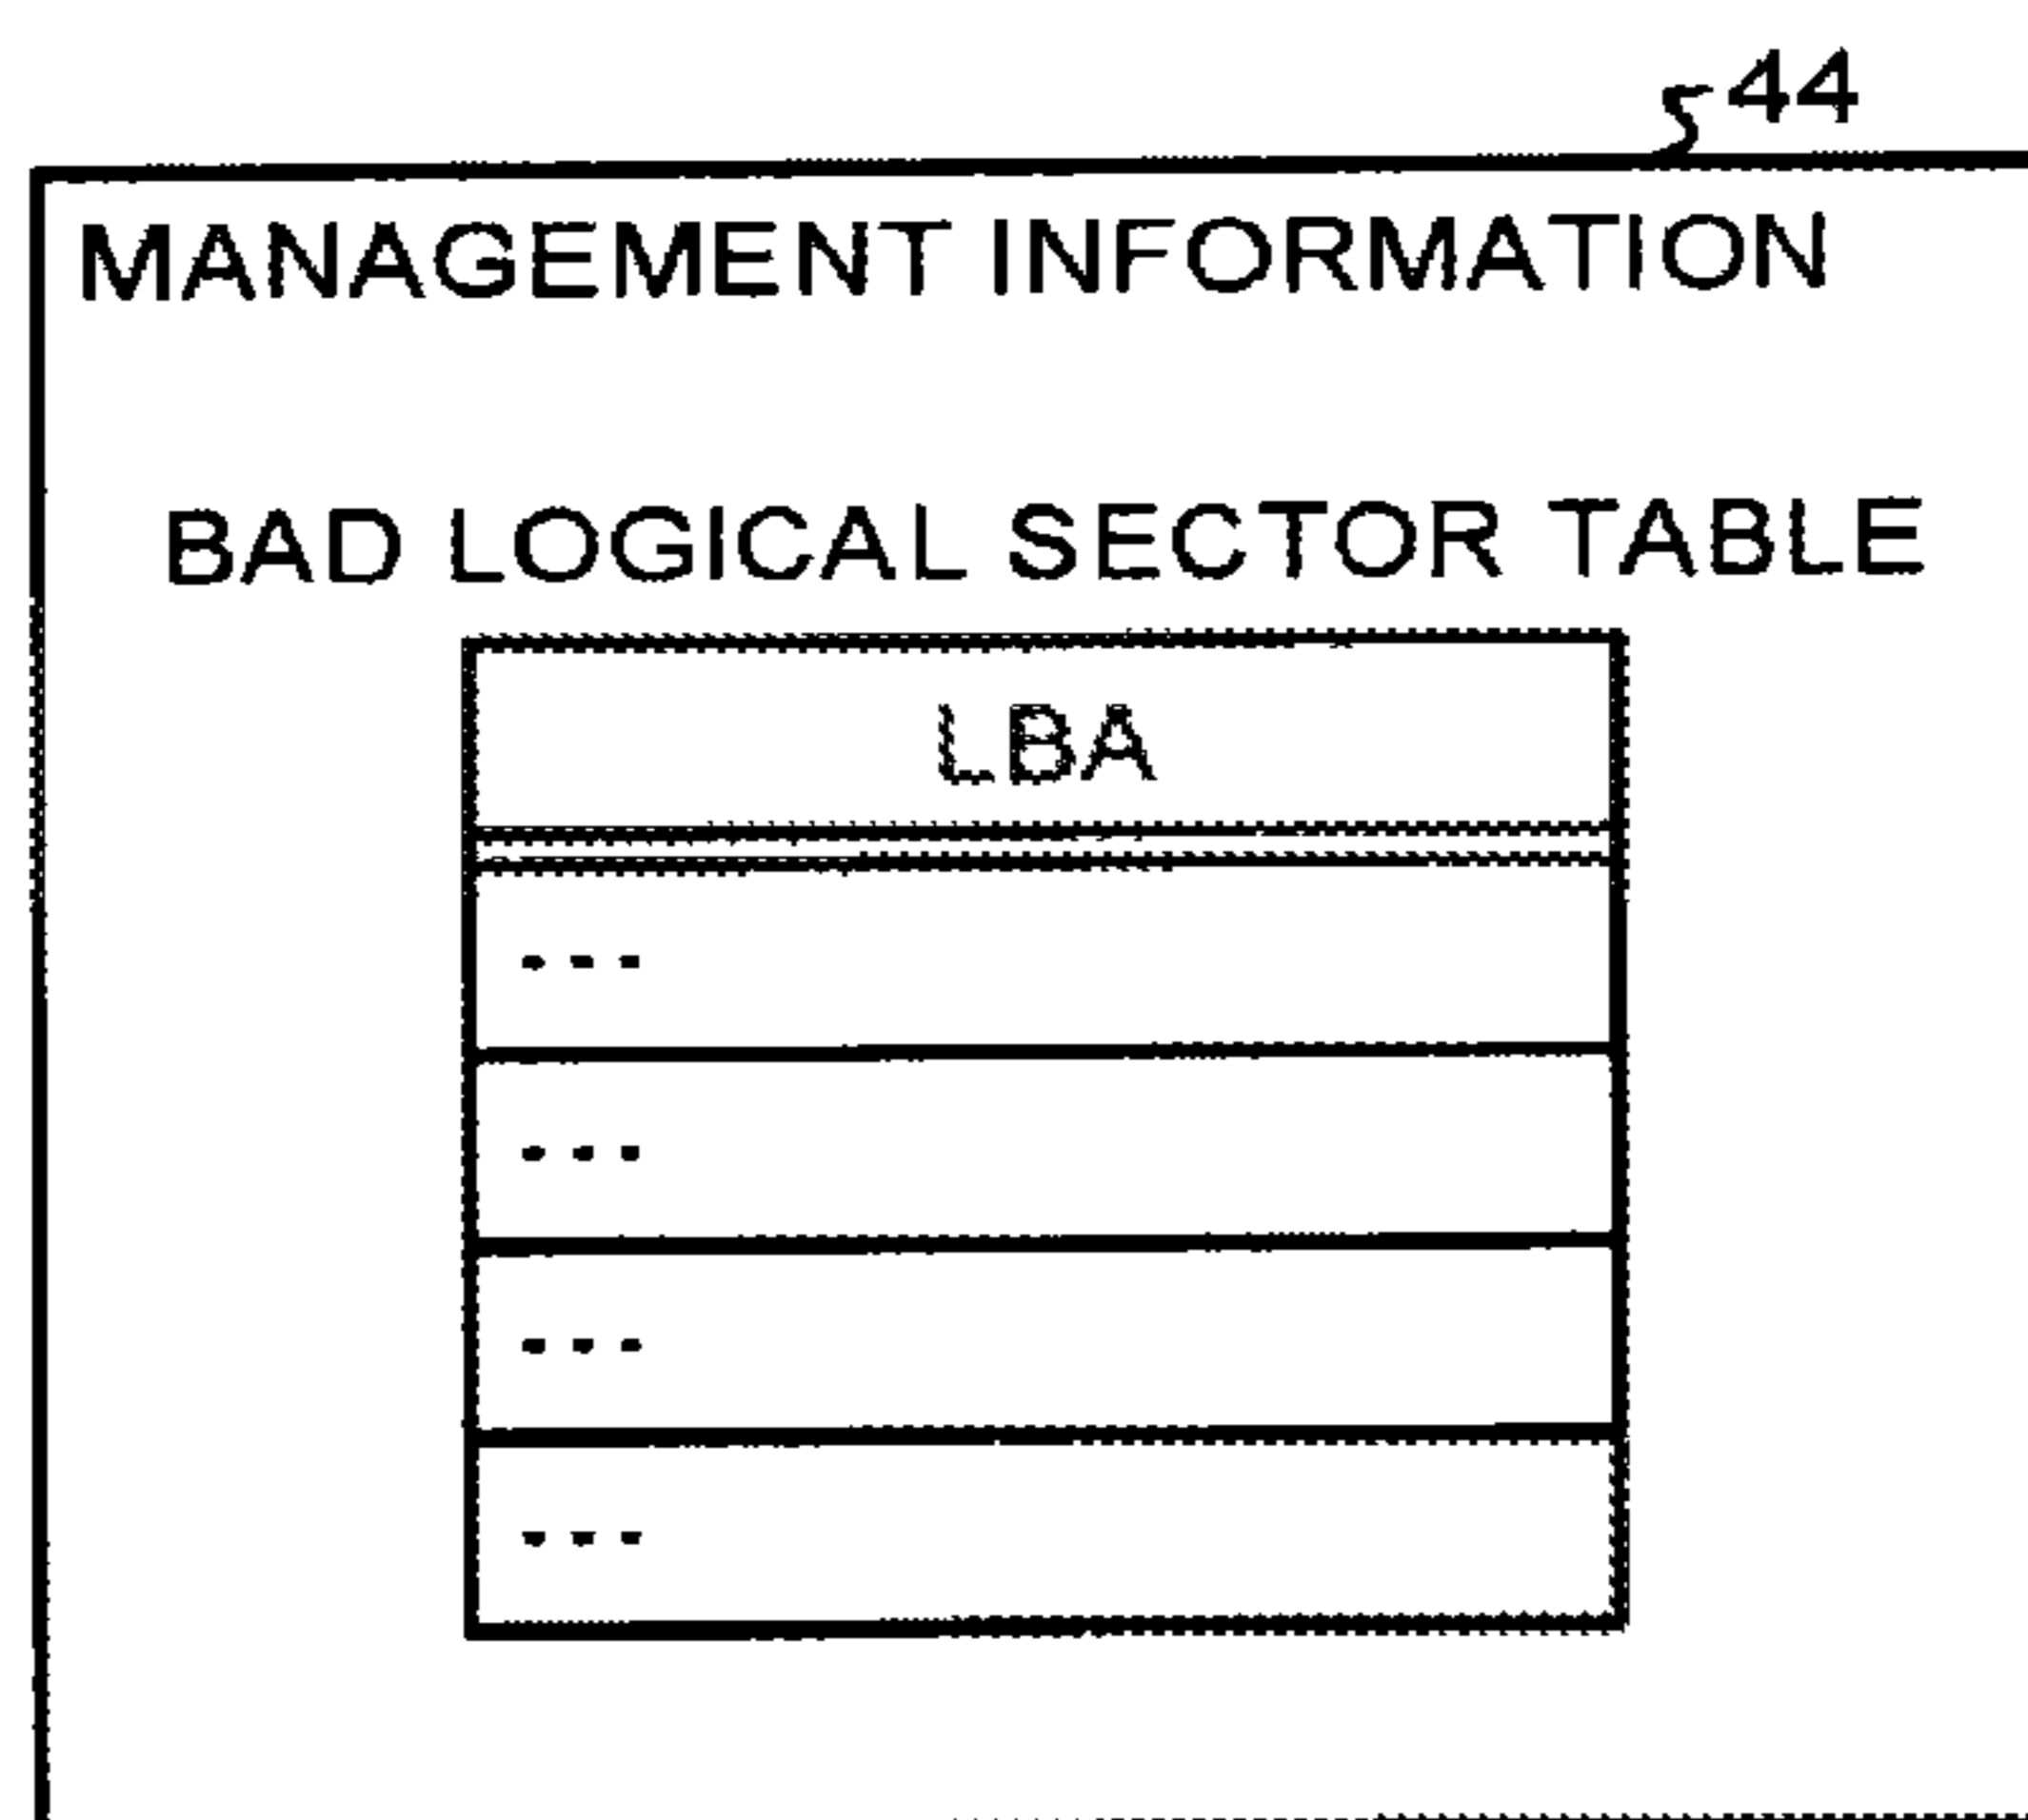 44
MANAGEMENT INFORMATION
BAD LOGICAL SECTOR TABLE
LBA
...
...
...
...